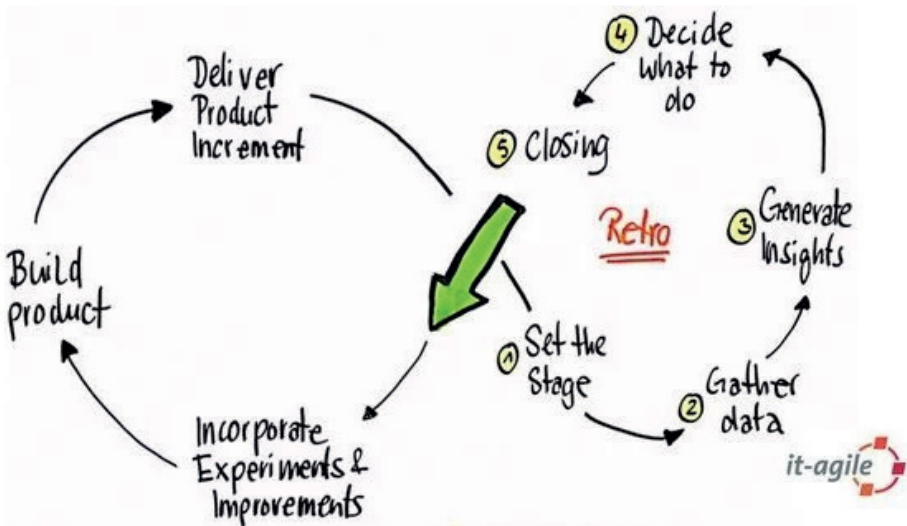 Deliver
Product
Increment
Build
product
Incorporate
Experiments &
Improvements
Retro
1 Set the
Stage
2 Gather
data
3 Generate
Insights
4 Decide
what to
do
5 Closing
it-agile